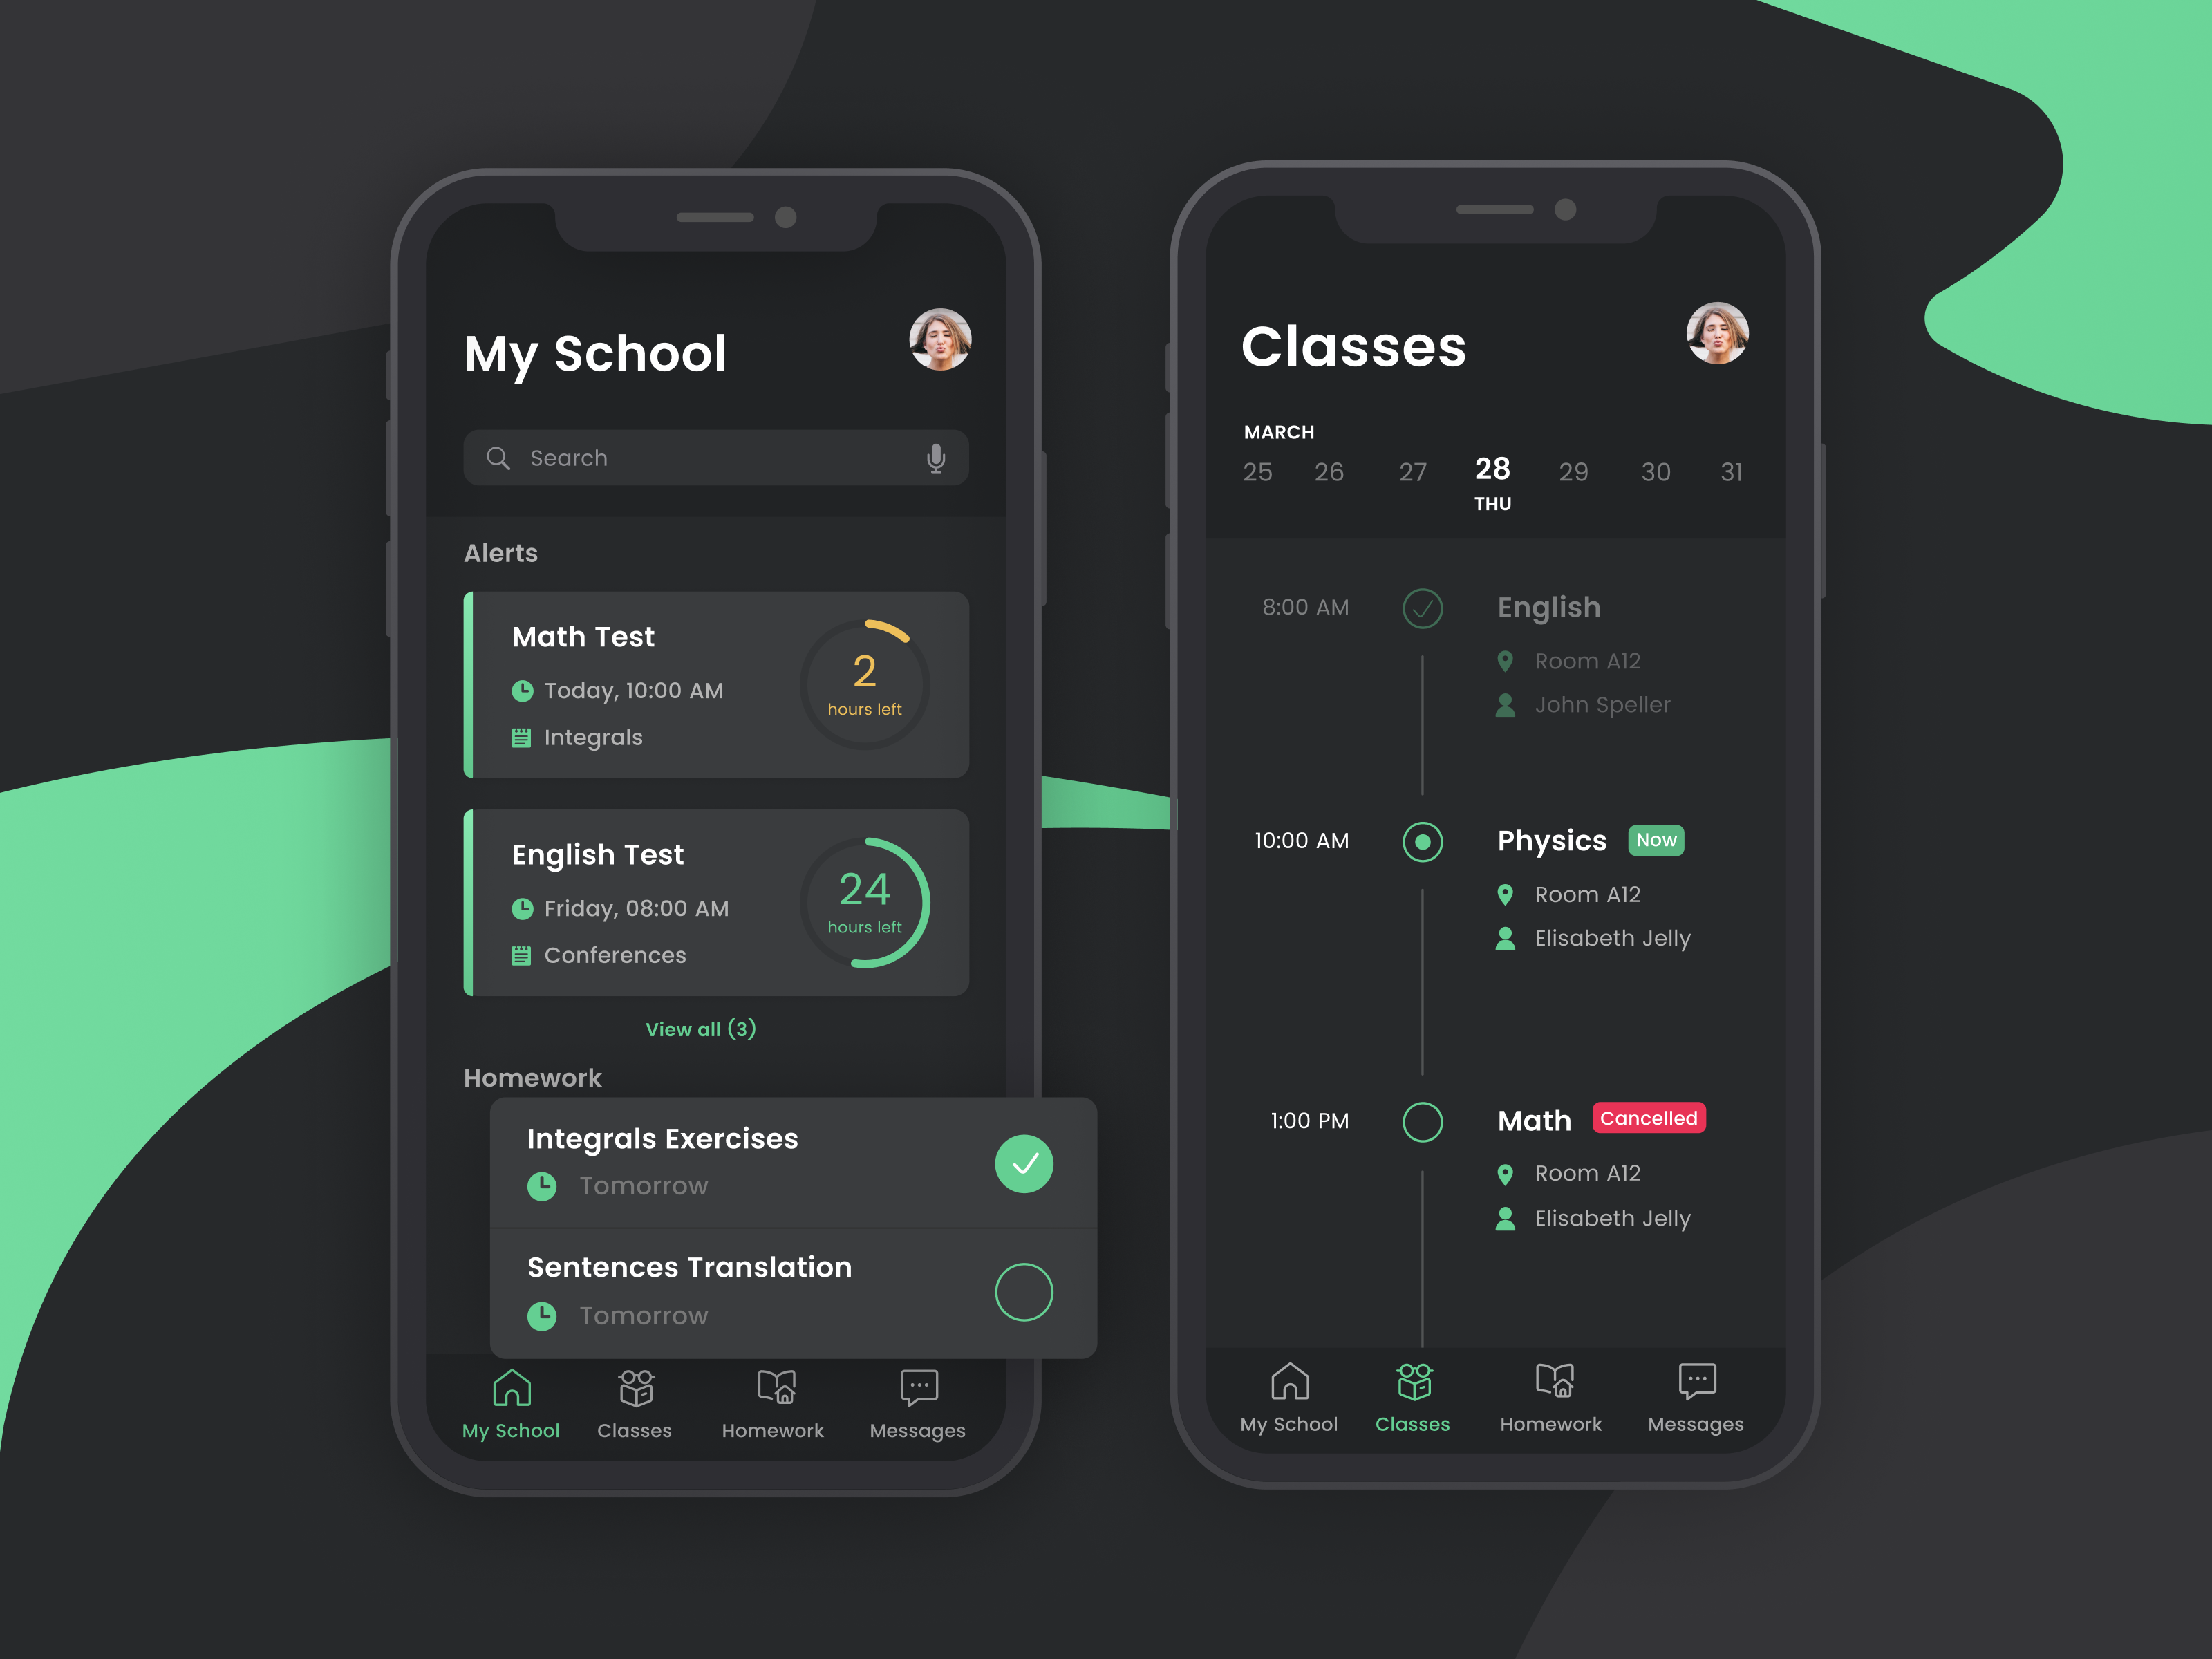 My School
Search
Alerts
Math Test
Today, 10:00 AM
Integrals
2
hours left
English Test
Friday, 08:00 AM
Conferences
24
hours left
View all (3)
Homework
Integrals Exercises
Tomorrow
Sentences Translation
Tomorrow
My School Classes Homework Messages
Classes
MARCH
25 26 27 28 29 30 31
THU
8:00 AM English
Room A12
John Speller
10:00 AM Physics Now
Room A12
Elisabeth Jelly
1:00 PM Math Cancelled
Room A12
Elisabeth Jelly
My School Classes Homework Messages